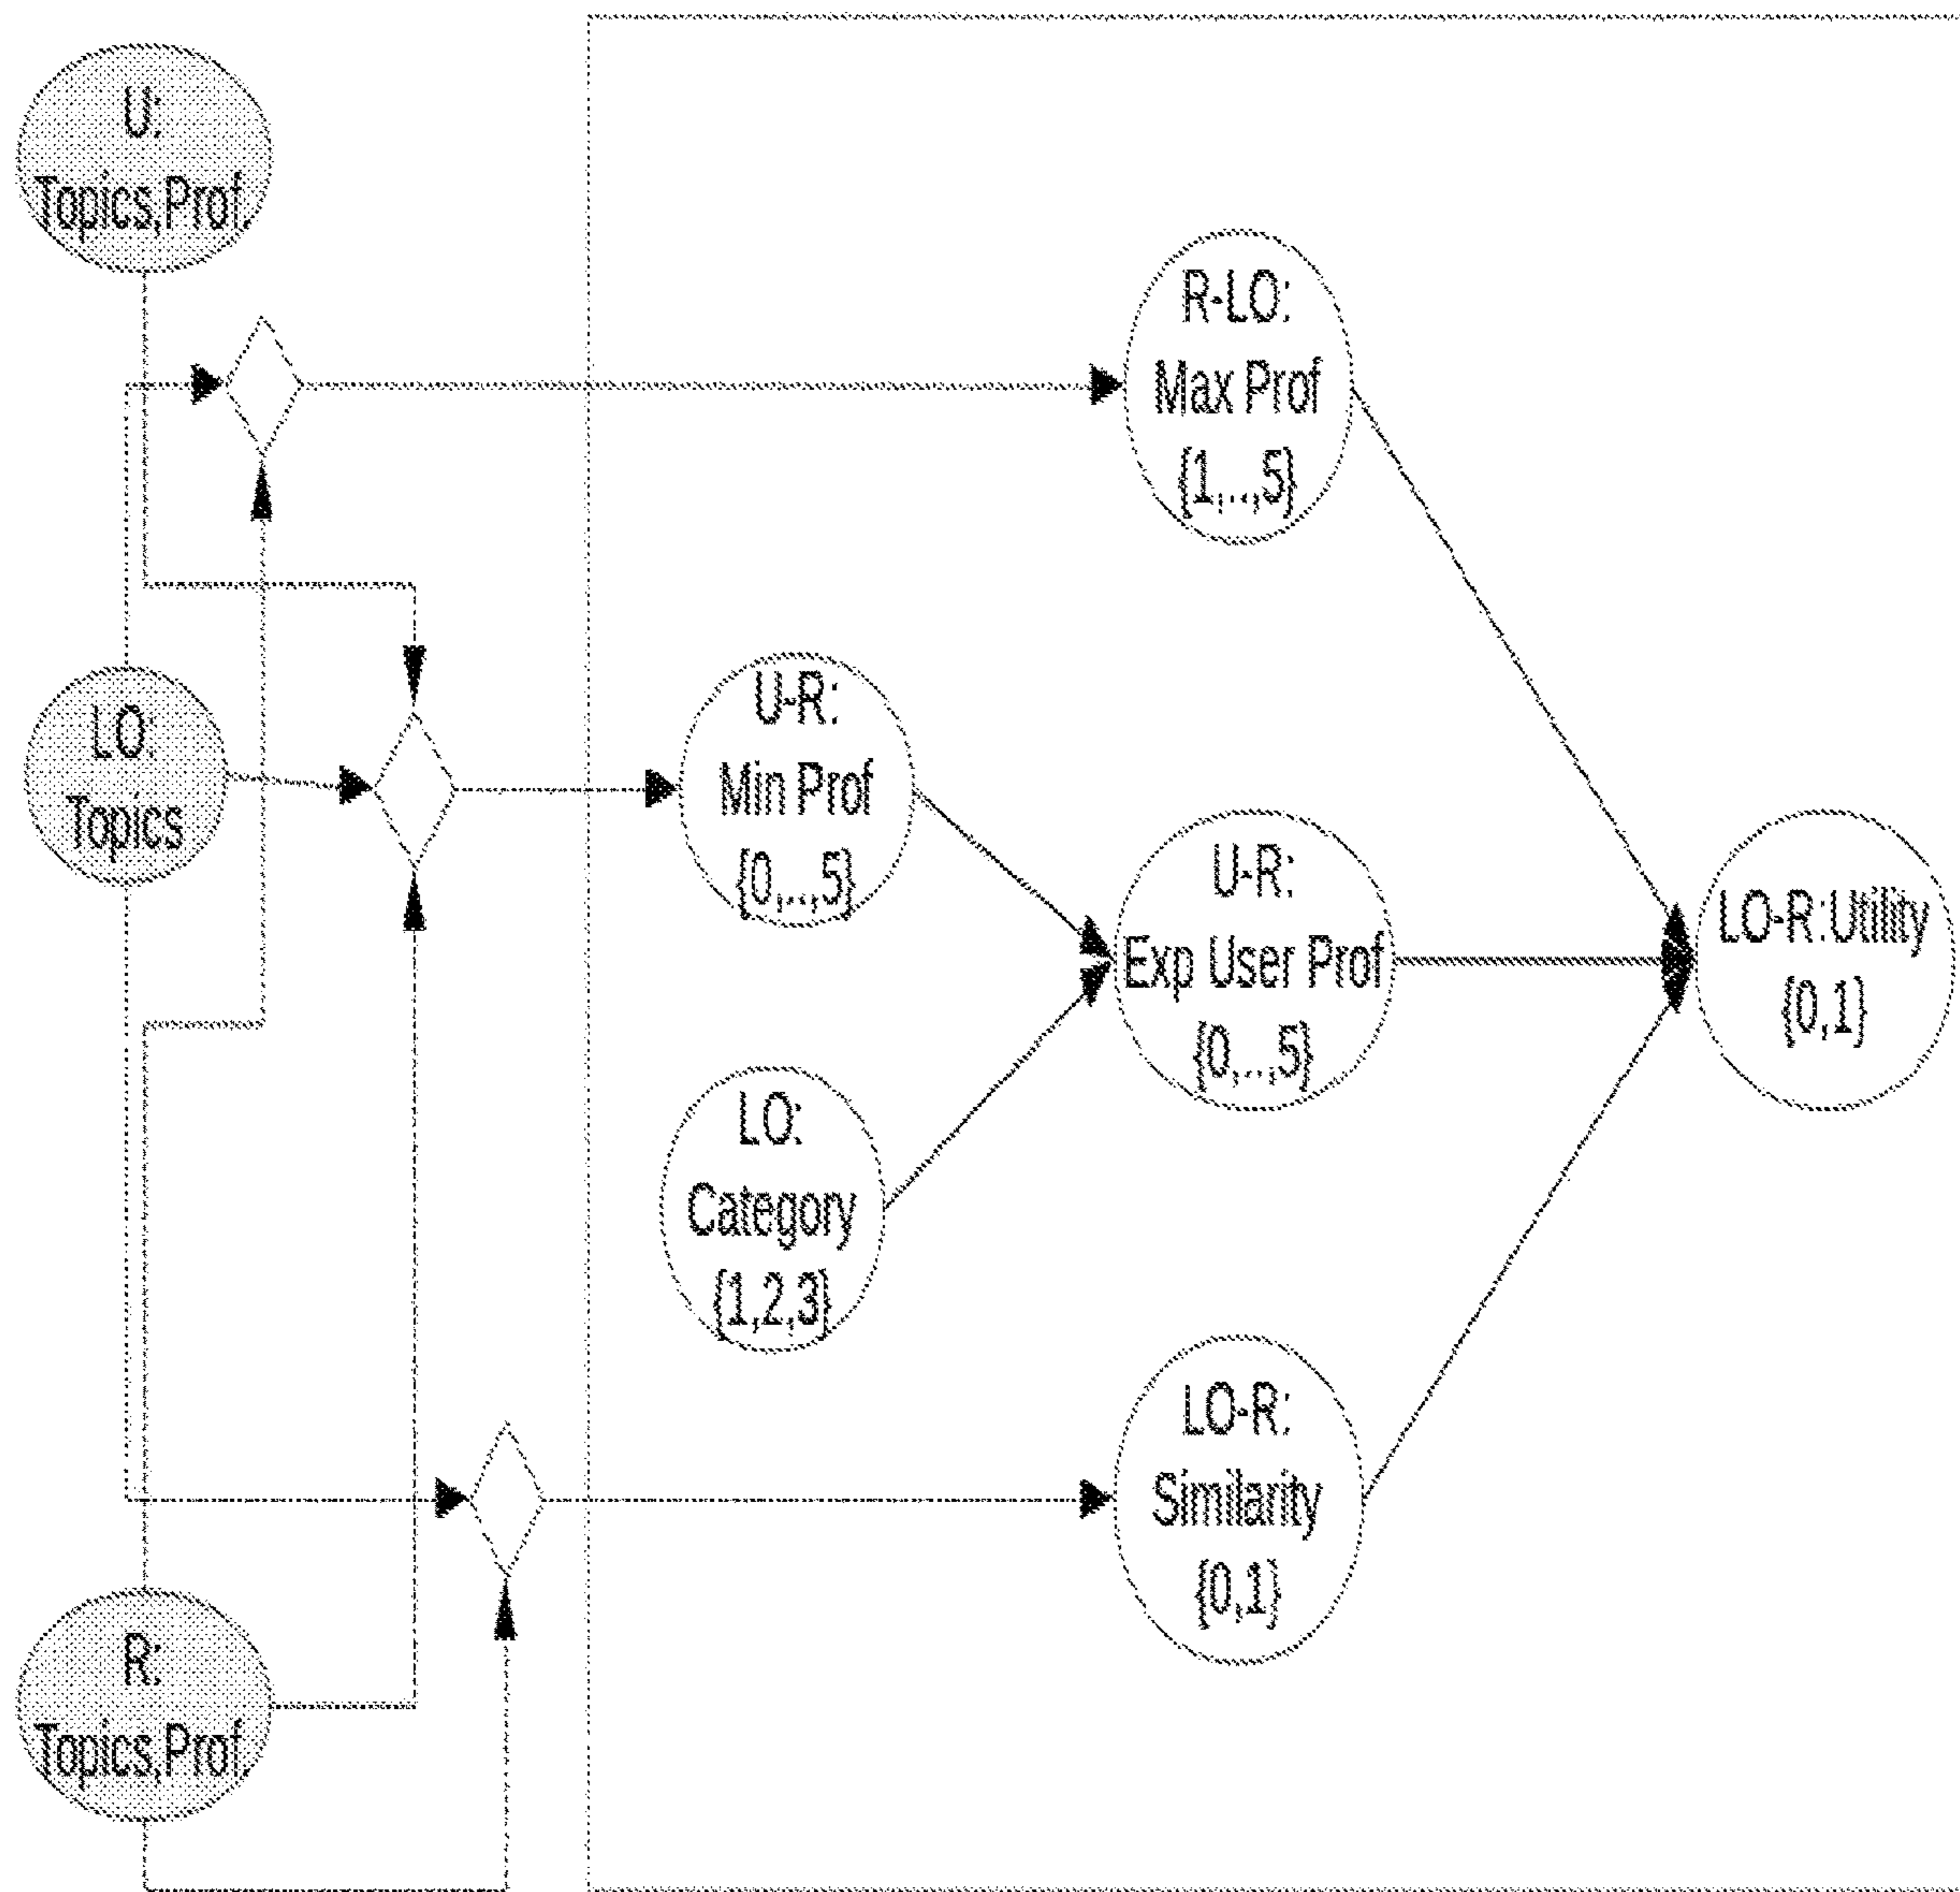 U:
Topics,Prof.
R-LO:
Max Prof
{1,..,5}
LO:
Topics
U-R:
Min Prof
{0,..,5}
U-R:
Exp User Prof
{0,..,5}
LO-R:Utility
{0,1}
LO:
Category
{1,2,3}
LO-R:
Similarity
{0,1}
R:
Topics,Prof.